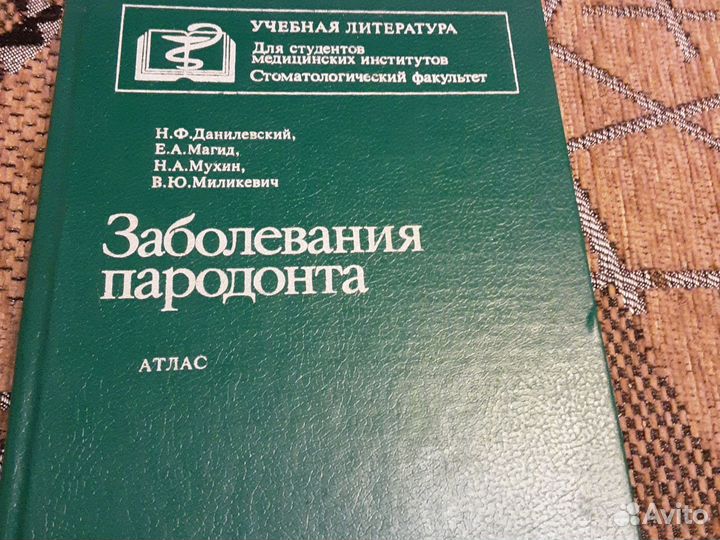 УЧЕБНАЯ ЛИТЕРАТУРА
Для студентов
медицинских институтов
Стоматологический факультет
Н.Ф.Данилевский,
Е.А.Магид,
Н.А.Мухин,
В.Ю.Миликевич
Заболевания
пародонта
АТЛАС
Avito